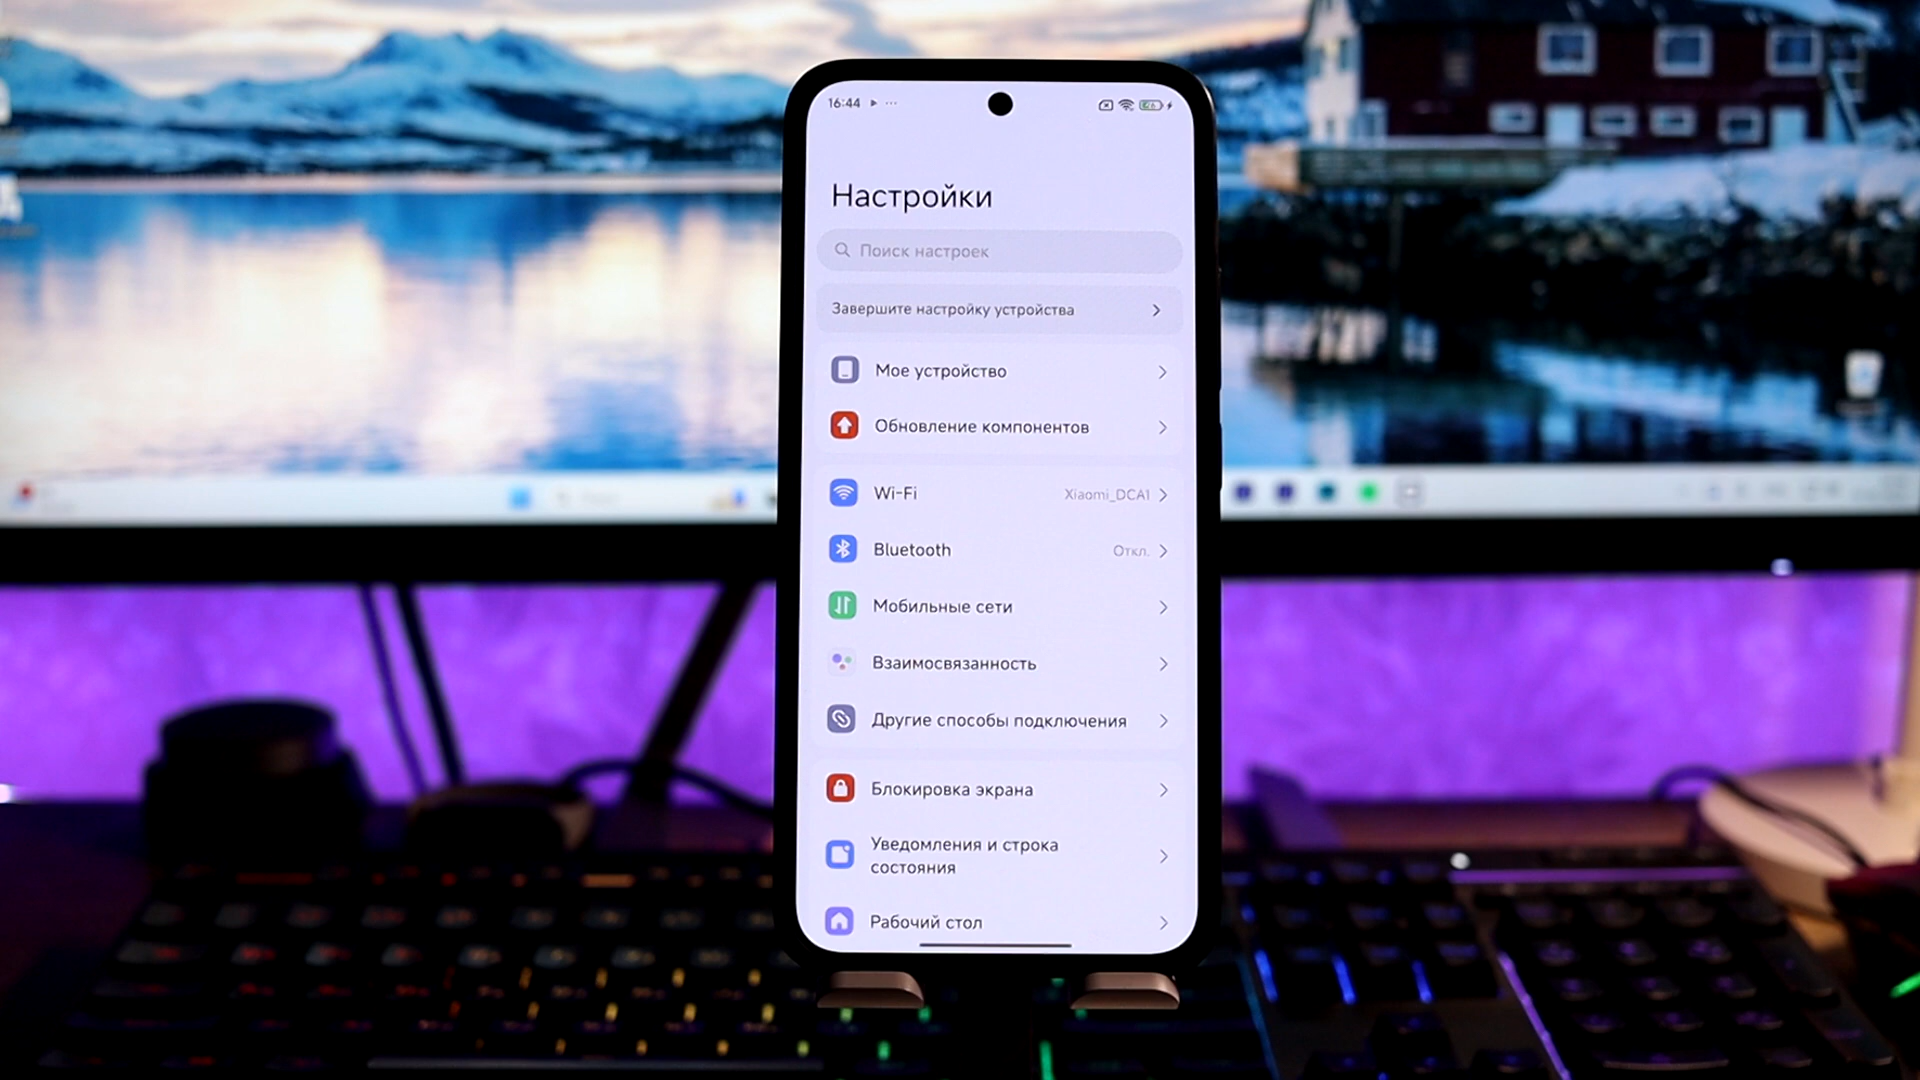 16:44
Настройки
Поиск настроек
Завершите настройку устройства
Мое устройство
Обновление компонентов
Wi-Fi Xiaomi_DCA1
Bluetooth Откл.
Мобильные сети
Взаимосвязанность
Другие способы подключения
Блокировка экрана
Уведомления и строка
состояния
Рабочий стол